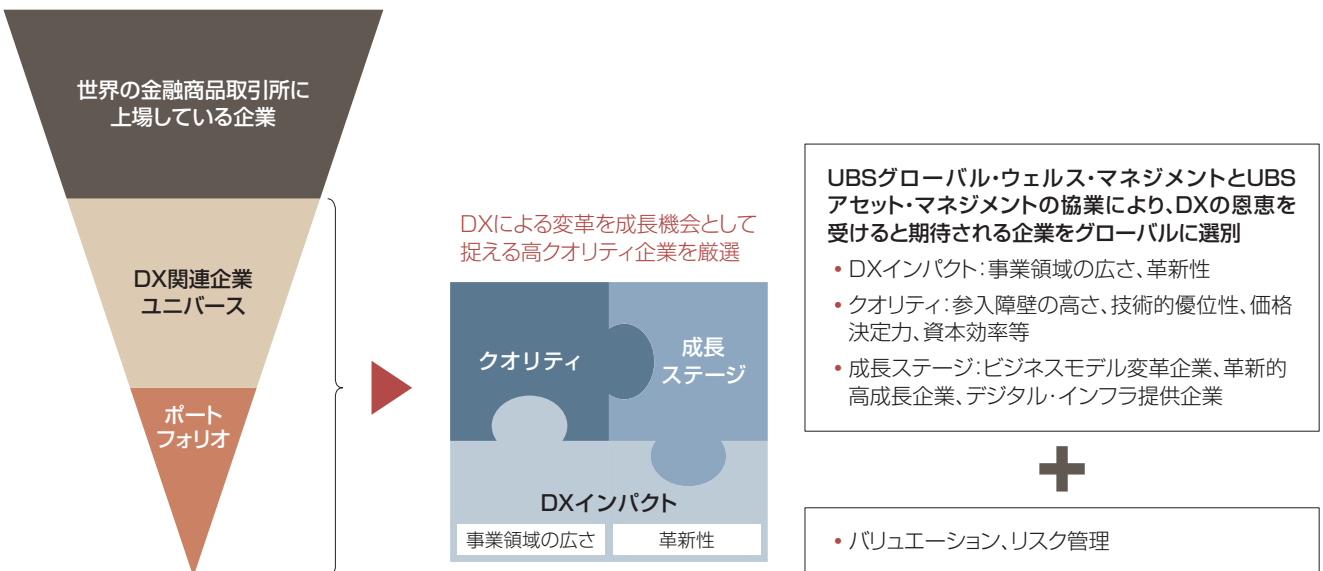 世界の金融商品取引所に
上場している企業
DX関連企業
ユニバース
ポート
フォリオ
DXによる変革を成長機会として
捉える高クオリティ企業を厳選
クオリティ
成長
ステージ
DXインパクト
事業領域の広さ
革新性
UBSグローバル・ウェルス・マネジメントとUBS
アセット・マネジメントの協業により、DXの恩恵を
受けると期待される企業をグローバルに選別
• DXインパクト：事業領域の広さ、革新性
• クオリティ：参入障壁の高さ、技術的優位性、価格
決定力、資本効率等
• 成長ステージ：ビジネスモデル変革企業、革新的
高成長企業、デジタル・インフラ提供企業
+
• バリュエーション、リスク管理